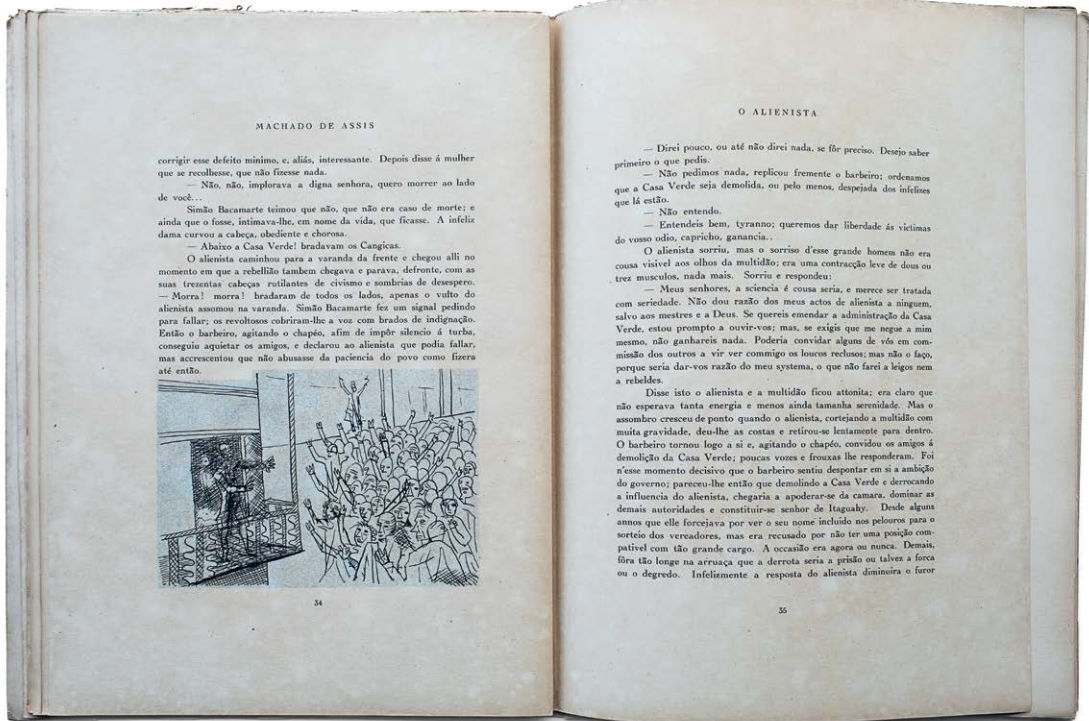 MACHADO DE ASSIS
corrigir esse defeito minimo, e, aliás, interessante. Depois disse á mulher
que se recolhesse, que não fizesse nada.
— Não, não, implorava a digna senhora, quero morrer ao lado
de você...
Simão Bacamarte teimou que não, que não era caso de morte; e
ainda que o fosse, intimava-lhe, em nome da vida, que ficasse. A infeliz
dama curvou a cabeça, obediente e chorosa.
— Abaixo a Casa Verde! bradavam os Cangicas.
O alienista caminhou para a varanda da frente e chegou alli no
momento em que a rebellião tambem chegava e parava, defronte, com as
suas trezentas cabeças rutilantes de civismo e sombrias de desespero.
— Morra! morra! bradaram de todos os lados, apenas o vulto do
alienista assomou na varanda. Simão Bacamarte fez um signal pedindo
para fallar; os revoltosos cobriram-lhe a voz com brados de indignação.
Então o barbeiro, agitando o chapéo, afim de impôr silencio á turba,
conseguiu aquietar os amigos, e declarou ao alienista que podia fallar,
mas accrescentou que não abusasse da paciencia do povo como fizera
até então.
34
O ALIENISTA
— Direi pouco, ou até não direi nada, se fôr preciso. Desejo saber
primeiro o que pedis.
— Não pedimos nada, replicou fremente o barbeiro; ordenamos
que a Casa Verde seja demolida, ou pelo menos, despejada dos infelizes
que lá estão.
— Não entendo.
— Entendeis bem, tyranno; queremos dar liberdade ás victimas
do vosso odio, capricho, ganancia..
O alienista sorriu, mas o sorriso d'esse grande homem não era
cousa visivel aos olhos da multidão; era uma contracção leve de dous ou
trez musculos, nada mais. Sorriu e respondeu:
— Meus senhores, a sciencia é cousa seria, e merece ser tratada
com seriedade. Não dou razão dos meus actos de alienista a ninguem,
salvo aos mestres e a Deus. Se quereis emendar a administração da Casa
Verde, estou prompto a ouvir-vos; mas, se exigis que me negue a mim
mesmo, não ganhareis nada. Poderia convidar alguns de vós em com-
missão dos outros a vir ver commigo os loucos reclusos; mas não o faço,
porque seria dar-vos razão do meu systema, o que não farei a leigos nem
a rebeldes.
Disse isto o alienista e a multidão ficou attonita; era claro que
não esperava tanta energia e menos ainda tamanha serenidade. Mas o
assombro cresceu de ponto quando o alienista, cortejando a multidão com
muita gravidade, deu-lhe as costas e retirou-se lentamente para dentro.
O barbeiro tornou logo a si e, agitando o chapéo, convidou os amigos á
demolição da Casa Verde; poucas vozes e frouxas lhe responderam. Foi
n'esse momento decisivo que o barbeiro sentiu despontar em si a ambição
do governo; pareceu-lhe então que demolindo a Casa Verde e derrocando
a influencia do alienista, chegaria a apoderar-se da camara, dominar as
demais autoridades e constituir-se senhor de Itaguahy. Desde alguns
annos que elle forcejava por ver o seu nome incluido nos pelouros para o
sorteio dos vereadores, mas era recusado por não ter uma posição com-
pativel com tão grande cargo. A occasião era agora ou nunca. Demais,
fôra tão longe na arruaça que a derrota seria a prisão ou talvez a forca
ou o degredo. Infelizmente a resposta do alienista diminuira o furor
35